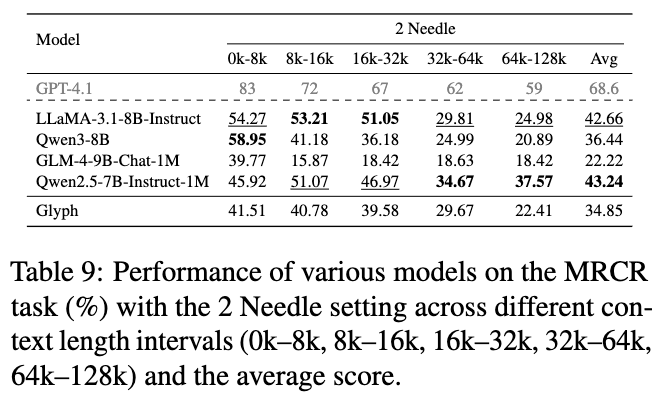 Model 2 Needle
0k-8k 8k-16k 16k-32k 32k-64k 64k-128k Avg
GPT-4.1 83 72 67 62 59 68.6
LLaMA-3.1-8B-Instruct 54.27 53.21 51.05 29.81 24.98 42.66
Qwen3-8B 58.95 41.18 36.18 24.99 20.89 36.44
GLM-4-9B-Chat-1M 39.77 15.87 18.42 18.63 18.42 22.22
Qwen2.5-7B-Instruct-1M 45.92 51.07 46.97 34.67 37.57 43.24
Glyph 41.51 40.78 39.58 29.67 22.41 34.85
Table 9: Performance of various models on the MRCR
task (%) with the 2 Needle setting across different con-
text length intervals (0k–8k, 8k–16k, 16k–32k, 32k–64k,
64k–128k) and the average score.